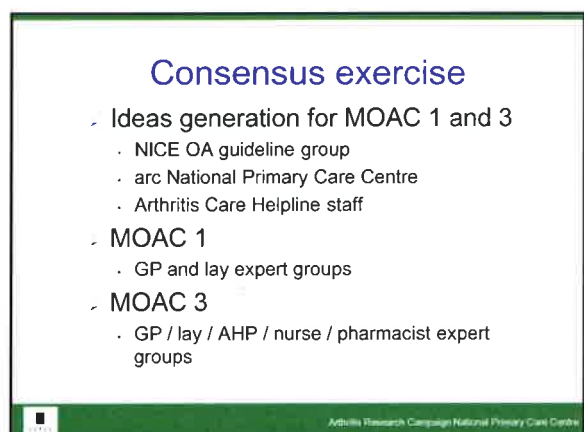 Consensus exercise
Ideas generation for MOAC 1 and 3
· NICE OA guideline group
· arc National Primary Care Centre
· Arthritis Care Helpline staff
MOAC 1
· GP and lay expert groups
MOAC 3
· GP / lay / AHP / nurse / pharmacist expert
groups
Arthritis Research Campaign National Primary Care Centre